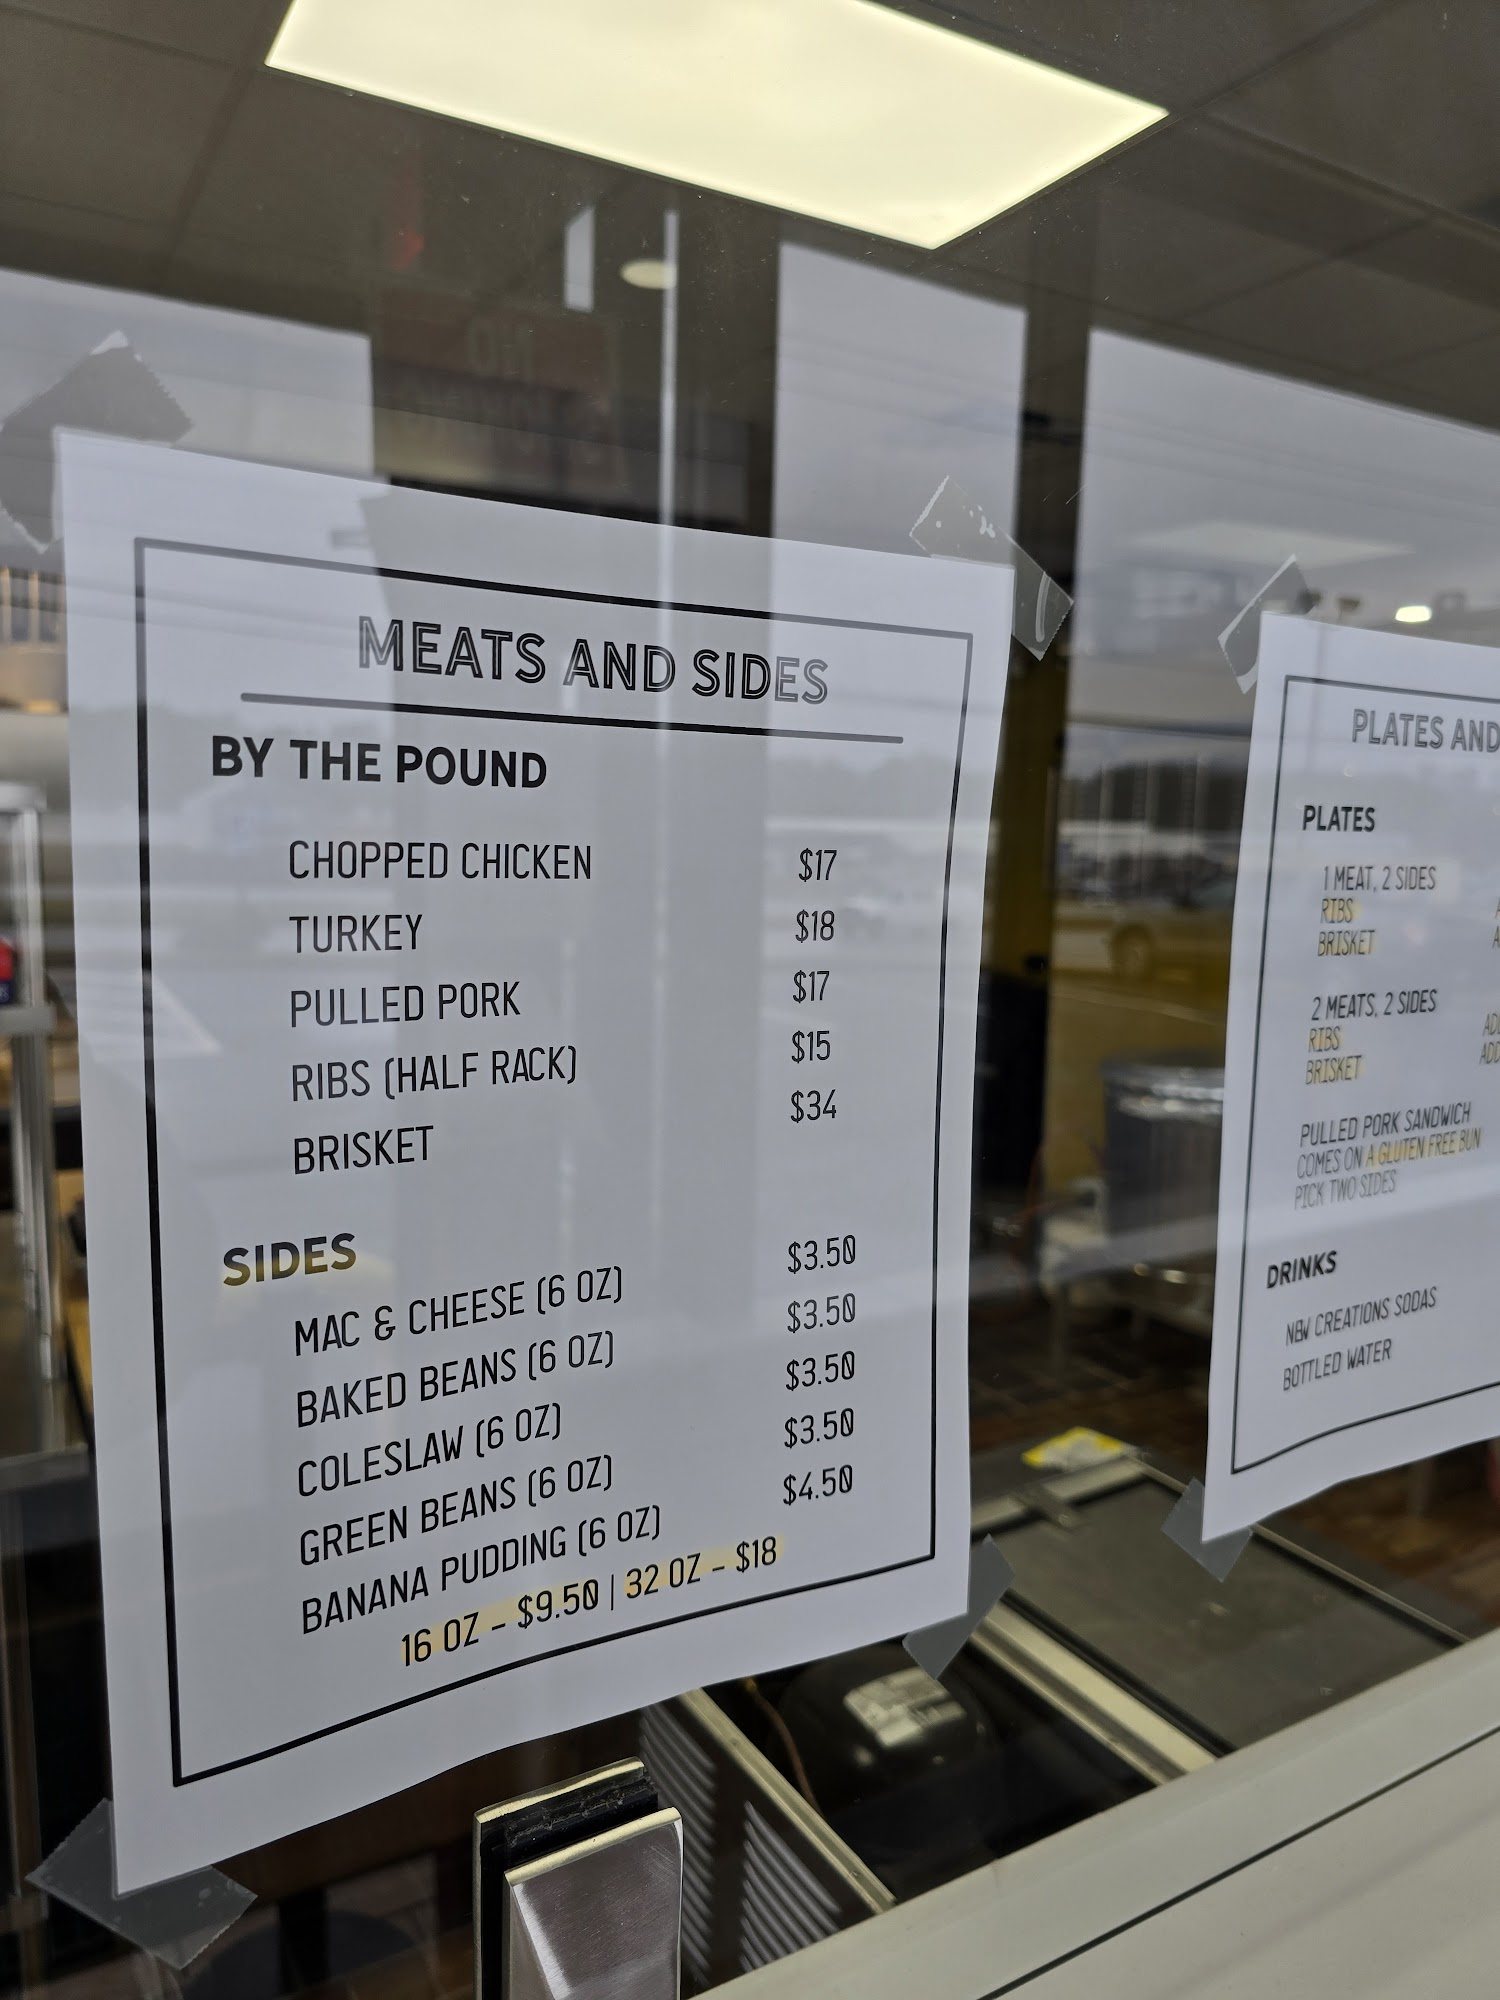 MEATS AND SIDES
BY THE POUND
CHOPPED CHICKEN $17
TURKEY $18
PULLED PORK $17
RIBS (HALF RACK) $15
BRISKET $34
SIDES
MAC & CHEESE (6 OZ) $3.50
BAKED BEANS (6 OZ) $3.50
COLESLAW (6 OZ) $3.50
GREEN BEANS (6 OZ) $3.50
BANANA PUDDING (6 OZ) $4.50
16 OZ – $9.50 | 32 OZ – $18
PLATES AND
PLATES
1 MEAT, 2 SIDES
RIBS
BRISKET
2 MEATS, 2 SIDES
RIBS
BRISKET
PULLED PORK SANDWICH
COMES ON A GLUTEN FREE BUN
PICK TWO SIDES
DRINKS
NEW CREATIONS SODAS
BOTTLED WATER